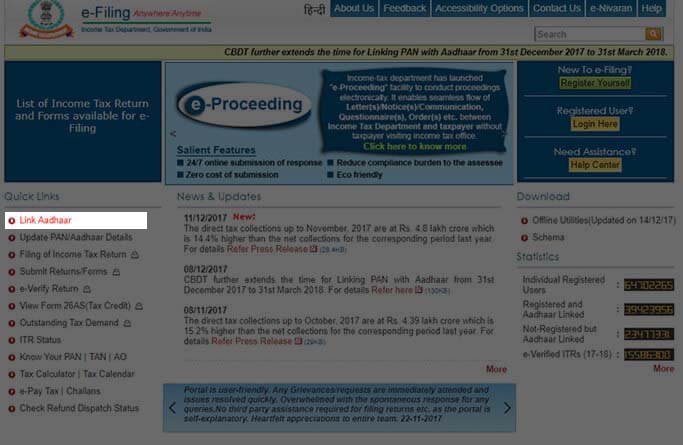 e-Filing Anywhere Anytime
Income Tax Department, Government of India
हिन्दी
About Us
Feedback
Accessibility Options
Contact Us
e-Nivaran
Help
Search
CBDT further extends the time for Linking PAN with Aadhaar from 31st December 2017 to 31st March 2018.
List of Income Tax Return
and Forms available for e-
Filing
e-Proceeding
Income-tax department has launched
"e-Proceeding" facility to conduct proceedings
electronically. It enables seamless flow of
Letter(s)/Notice(s)/Communication,
Questionnaire(s), Order(s) etc. between
Income Tax Department and taxpayer without
taxpayer visiting income tax office.
Click here to know more
<
>
Salient Features
24/7 online submission of response
Reduce compliance burden to the assessee
Zero cost of submission
Eco friendly
New To e-Filing?
Register Yourself
Registered User?
Login Here
Need Assistance?
Help Center
Quick Links
Link Aadhaar
Update PAN/Aadhaar Details
Filing of Income Tax Return
Submit Returns/Forms
e-Verify Return
View Form 26AS(Tax Credit)
Outstanding Tax Demand
ITR Status
Know Your PAN | TAN | AO
Tax Calculator | Tax Calendar
e-Pay Tax | Challans
Check Refund Dispatch Status
News & Updates
11/12/2017 New!
The direct tax collections up to November, 2017 are at Rs. 4.8 lakh crore which
is 14.4% higher than the net collections for the corresponding period last year.
For details Refer Press Release (28.4KB)
08/12/2017
CBDT further extends the time for Linking PAN with Aadhaar from 31st
December 2017 to 31st March 2018. For details Refer here (130KB)
08/11/2017
The direct tax collections up to October, 2017 are at Rs. 4.39 lakh crore which is
15.2% higher than the net collections for the corresponding period last year. For
details Refer Press Release (29KB)
More
Portal is user-friendly. Any Grievances/requests are immediately attended and
issues resolved quickly. Overwhelmed with the spontaneous response for any
queries.No third party assistance required for filing returns etc. as the portal is
self-explanatory. Heartfelt appreciations to entire team. 22-11-2017
Download
Offline Utilities(Updated on 14/12/17)
Schema
Statistics
Individual Registered
Users : 64702265
Registered and
Aadhaar Linked : 39423956
Not-Registered but
Aadhaar Linked : 23477331
e-Verified ITRs (17-18) : 15586300
More